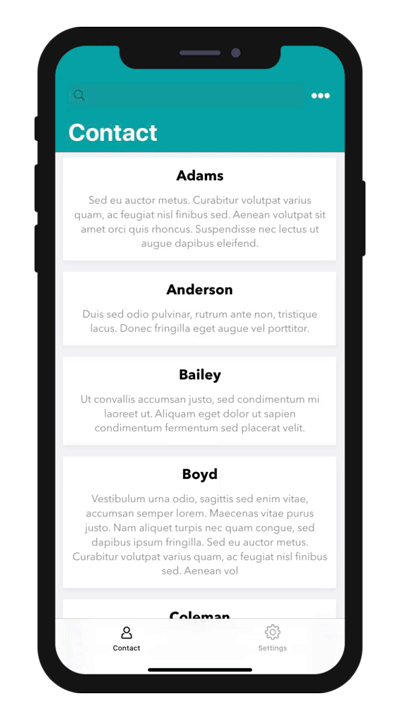 Contact
Adams
Sed eu auctor metus. Curabitur volutpat varius
quam, ac feugiat nisl finibus sed. Aenean volutpat sit
amet orci quis rhoncus. Suspendisse nec lectus ut
augue dapibus eleifend.
Anderson
Duis sed odio pulvinar, rutrum ante non, tristique
lacus. Donec fringilla eget augue vel porttitor.
Bailey
Ut convallis accumsan justo, sed condimentum mi
laoreet ut. Aliquam eget dolor ut sapien
condimentum fermentum sed placerat velit.
Boyd
Vestibulum urna odio, sagittis sed enim vitae,
accumsan semper lorem. Maecenas vitae purus
justo. Nam aliquet turpis nec quam congue, sed
dapibus ipsum fringilla. Sed eu auctor metus.
Curabitur volutpat varius quam, ac feugiat nisl finibus
sed. Aenean vol
Coleman
Contact
Settings